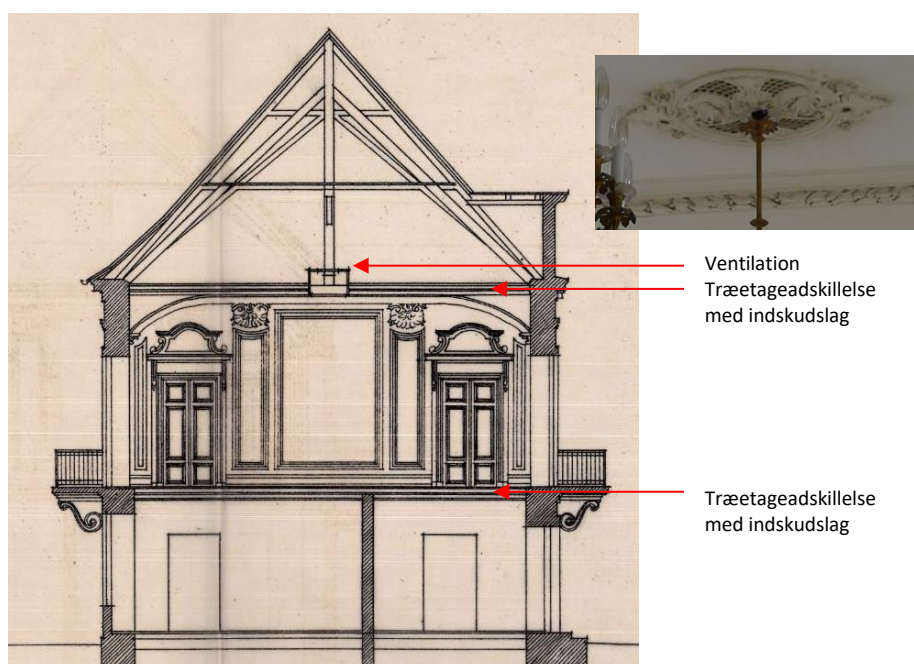 Ventilation
Træetageadskillelse
med indskudslag
Træetageadskillelse
med indskudslag